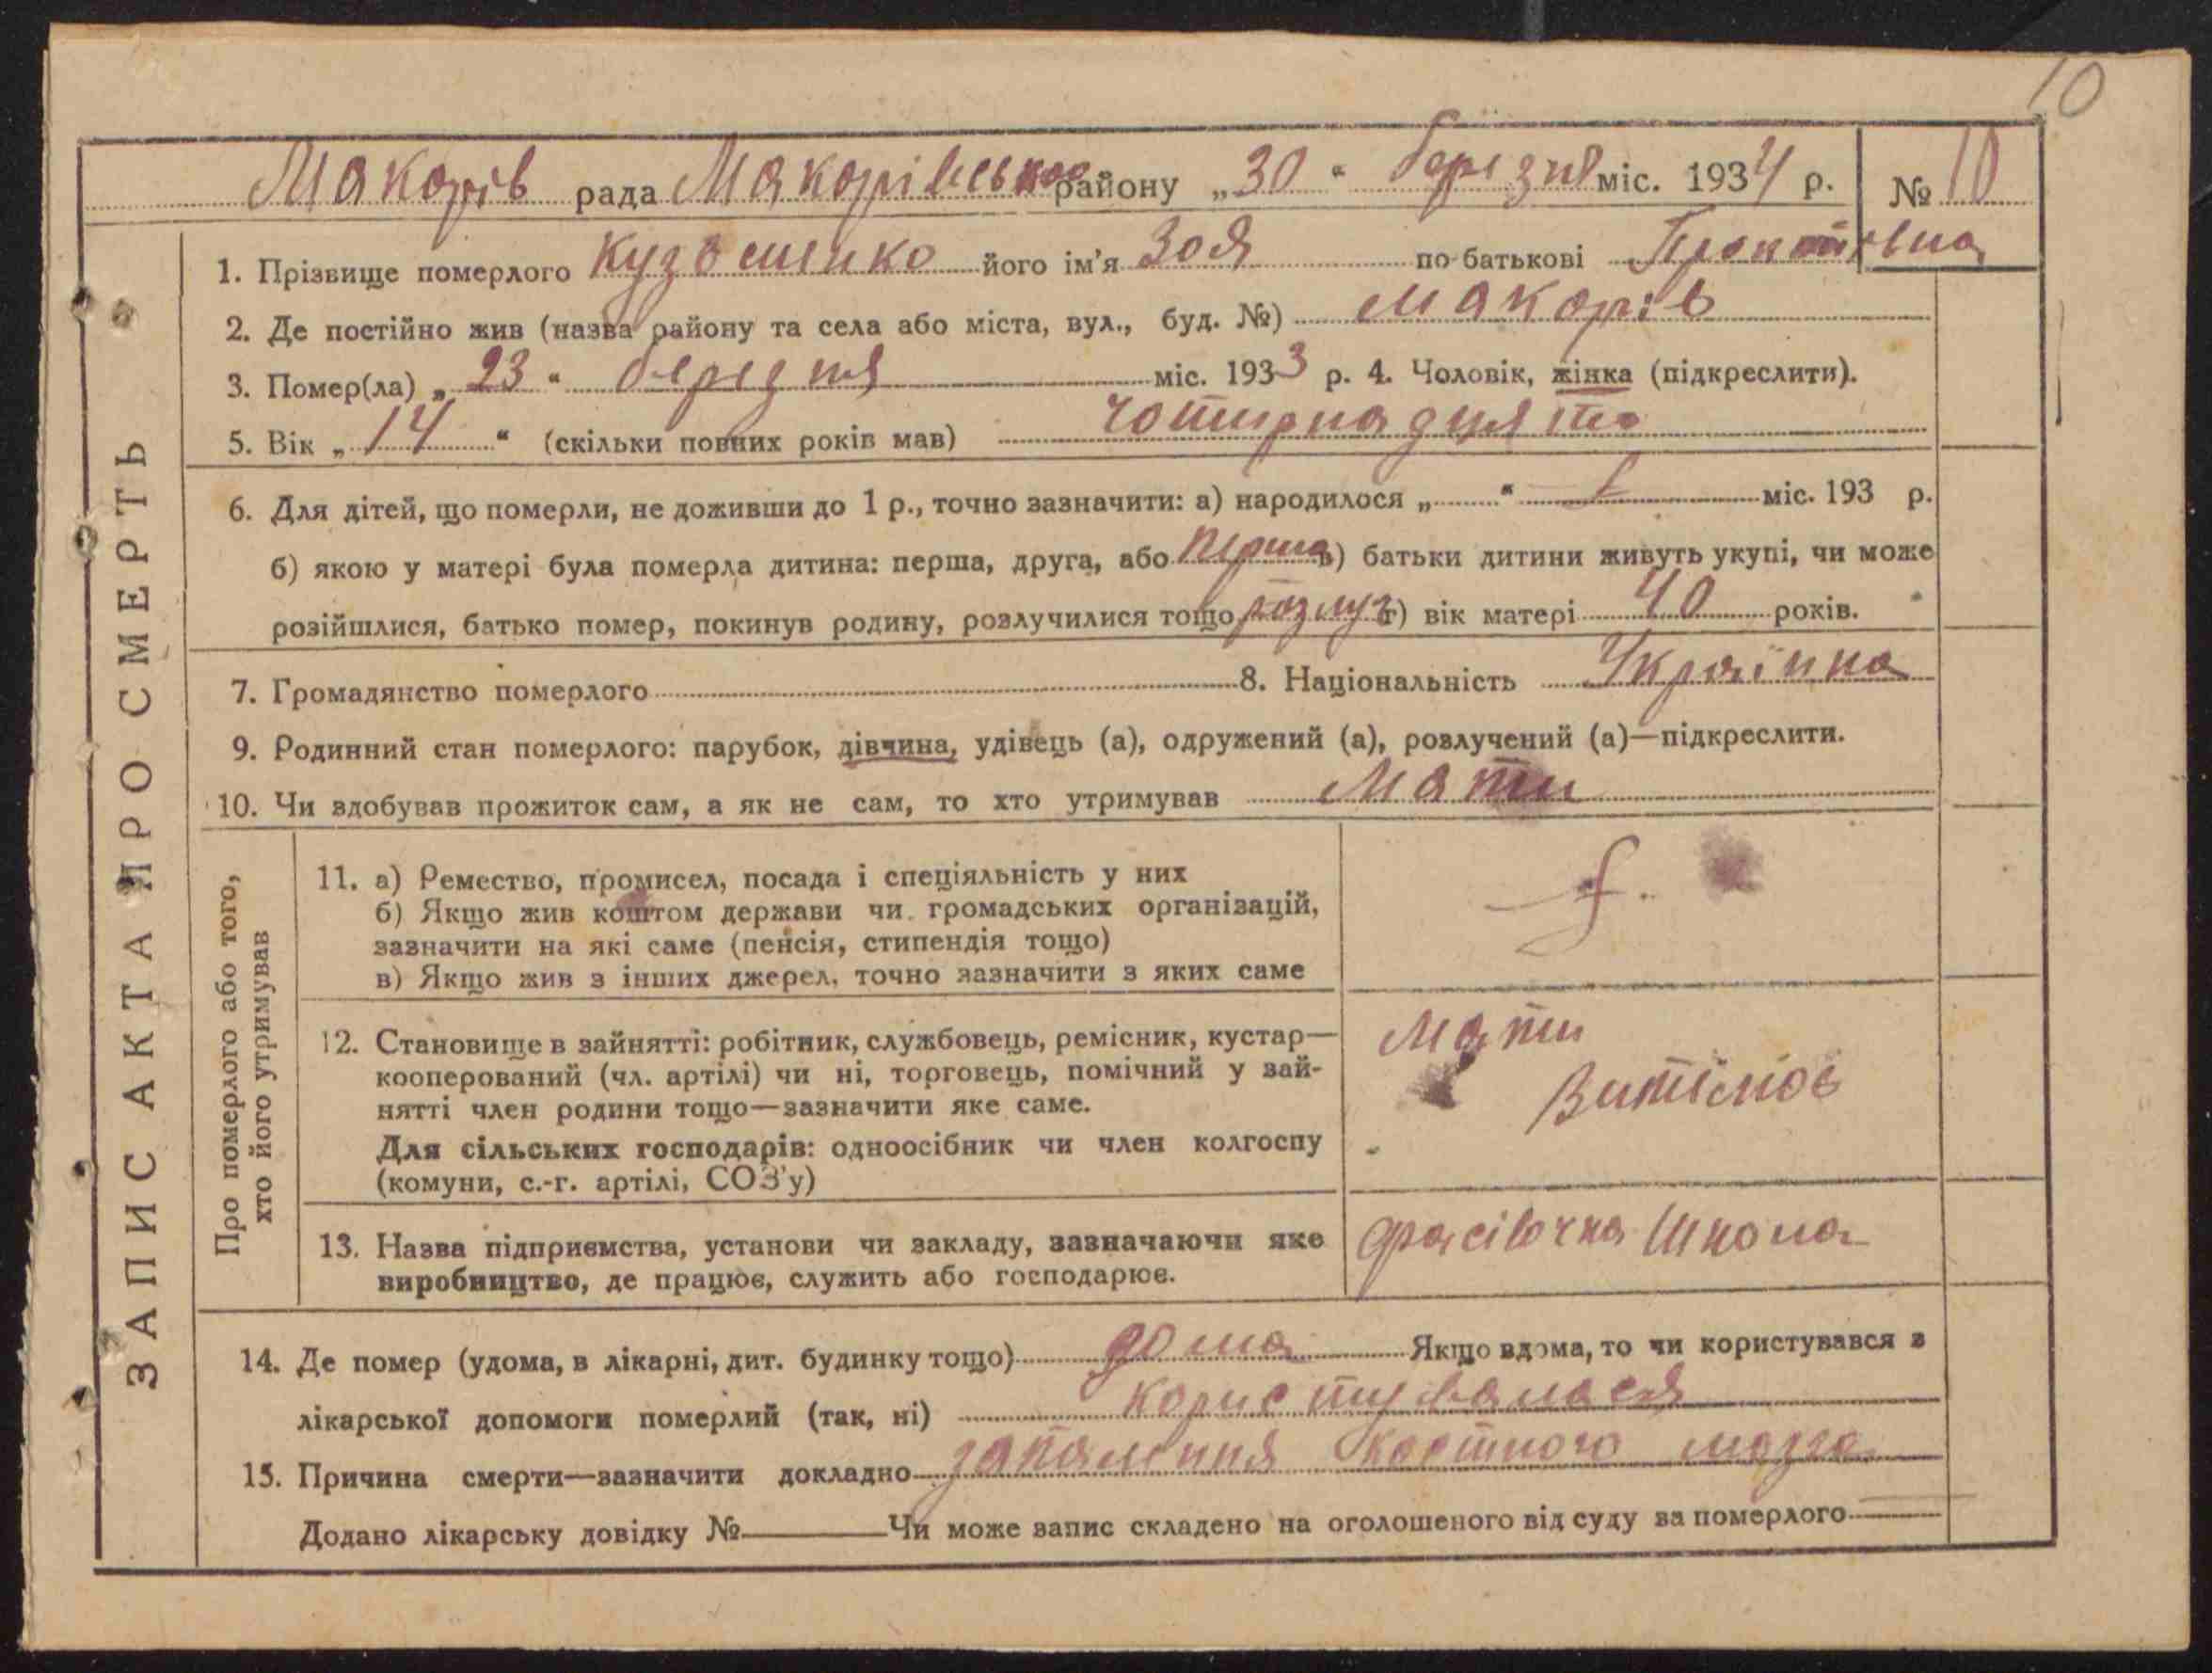 10
Макорів рада Макорівського району „30“ березня міс. 1934 р. № 10
1. Прізвище померлого Кузьменко його ім'я Зоя по-батькові
2. Де постійно жив (назва району та села або міста, вул., буд. №) Макорів
3. Помер(ла) „23“ березня міс. 1933 р. 4. Чоловік, жінка (підкреслити).
5. Вік „14“ (скільки повних років мав) чотирнадцять
6. Для дітей, що померли, не доживши до 1 р., точно зазначити: а) народилося „ “ міс. 193 р.
б) якою у матері була померла дитина: перша, друга, або перша в) батьки дитини живуть укупі, чи може
розійшлися, батько помер, покинув родину, розлучилися тощо розлуч г) вік матері 40 років.
7. Громадянство померлого 8. Національність Українка
9. Родинний стан померлого: парубок, дівчина, удівець (а), одружений (а), розлучений (а)—підкреслити.
10. Чи здобував прожиток сам, а як не сам, то хто утримував Мати
ЗАПИС АКТА ПРО СМЕРТЬ
Про померлого або того,
хто його утримував
11. а) Ремество, промисел, посада і спеціяльність у них
б) Якщо жив коштом держави чи громадських організацій,
зазначити на які саме (пенсія, стипендія тощо)
в) Якщо жив з інших джерел, точно зазначити з яких саме
12. Становище в зайнятті: робітник, службовець, ремісник, кустар—
кооперований (чл. артілі) чи ні, торговець, помічний у зай-
нятті член родини тощо—зазначити яке саме.
Для сільських господарів: одноосібник чи член колгоспу
(комуни, с.-г. артілі, СОЗ'у)
Мати
13. Назва підприємства, установи чи закладу, зазначаючи яке
виробництво, де працює, служить або господарює.
Школа
14. Де помер (удома, в лікарні, дит. будинку тощо) дома Якщо вдома, то чи користувався з
лікарської допомоги померлий (так, ні) користувалася
15. Причина смерти—зазначити докладно запалення костного мозга
Додано лікарську довідку № Чи може запис складено на оголошеного від суду за померлого